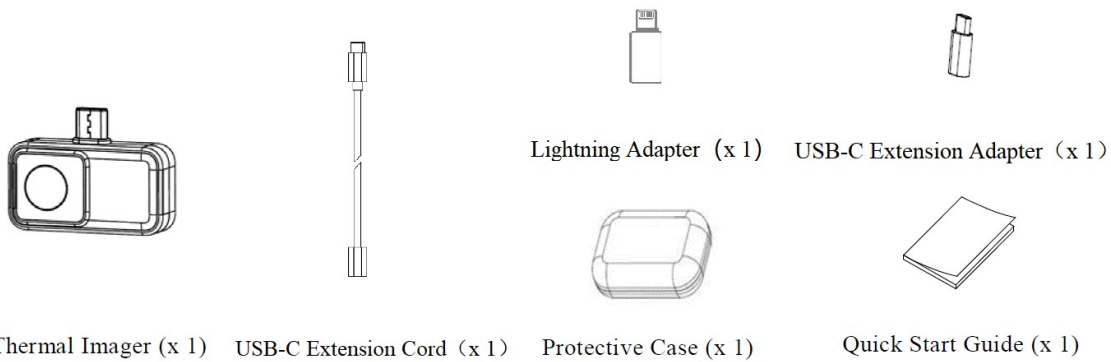 Lightning Adapter（x 1）
USB-C Extension Adapter（x 1）
Thermal Imager (x 1)
USB-C Extension Cord（x 1）
Protective Case (x 1)
Quick Start Guide (x 1)